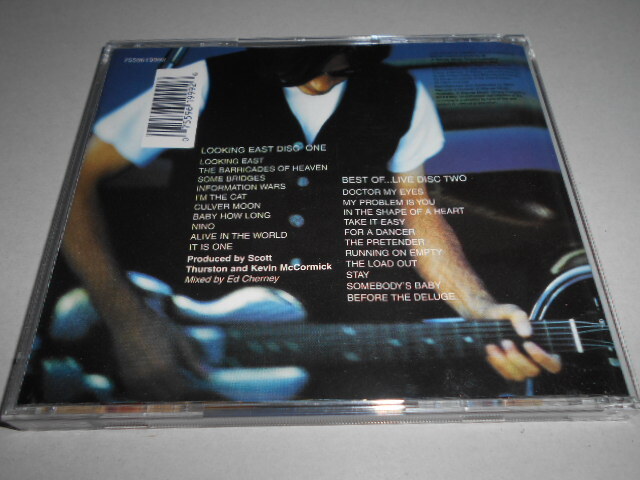 LOOKING EAST DISC ONE
LOOKING EAST
THE BARRICADES OF HEAVEN
SOME BRIDGES
INFORMATION WARS
I'M THE CAT
CULVER MOON
BABY HOW LONG
NINO
ALIVE IN THE WORLD
IT IS ONE
Produced by Scott
Thurston and Kevin McCormick
Mixed by Ed Cherney
BEST OF...LIVE DISC TWO
DOCTOR MY EYES
MY PROBLEM IS YOU
IN THE SHAPE OF A HEART
TAKE IT EASY
FOR A DANCER
THE PRETENDER
RUNNING ON EMPTY
THE LOAD OUT
STAY
SOMEBODY'S BABY
BEFORE THE DELUGE